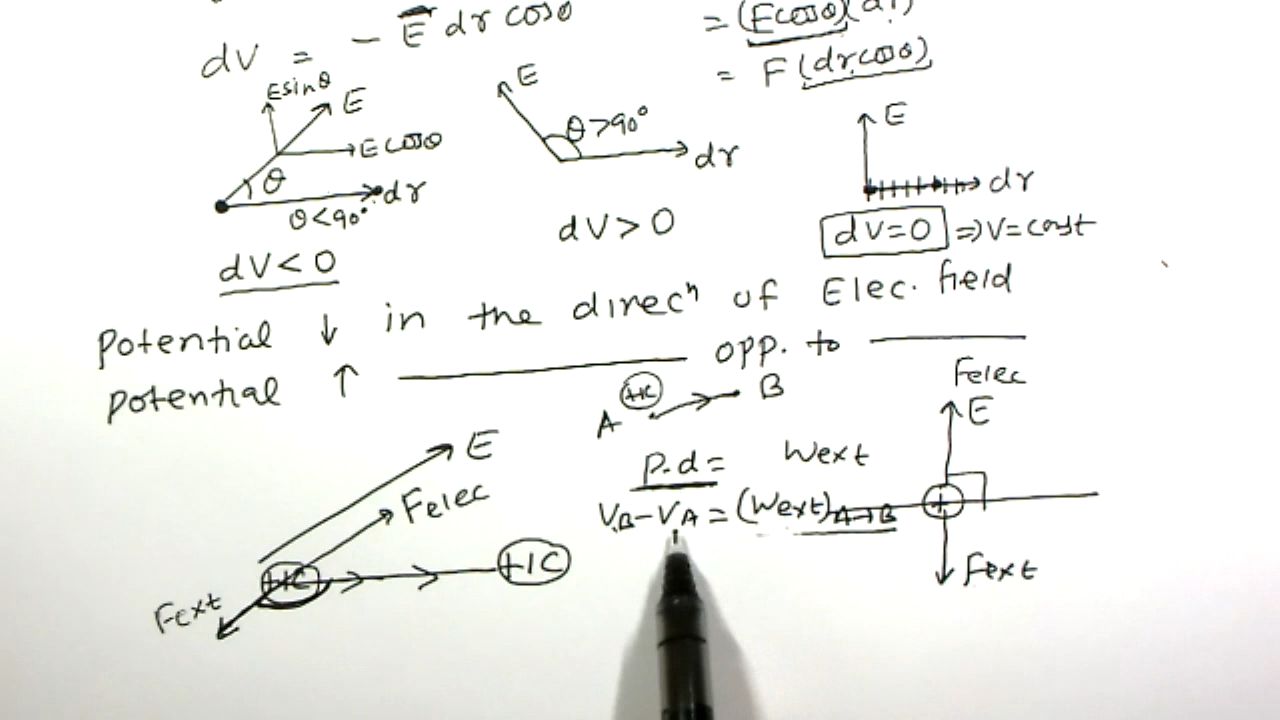 dV = - E dr cosθ
= (E cosθ)(dr)
= F (dr cosθ)
E sinθ
E
E cosθ
θ
dr
θ<90°
dV < 0
E
θ>90°
dr
dV > 0
E
dr
dV=0 ⇒ V=const
Potential ↓ in the direcⁿ of Elec. field
Potential ↑ ———— opp. to ————
E
Felec
+1C
+1C
Fext
A +1C B
P.d = Wext
VB-VA = (Wext)A→B
Felec
E
+
Fext